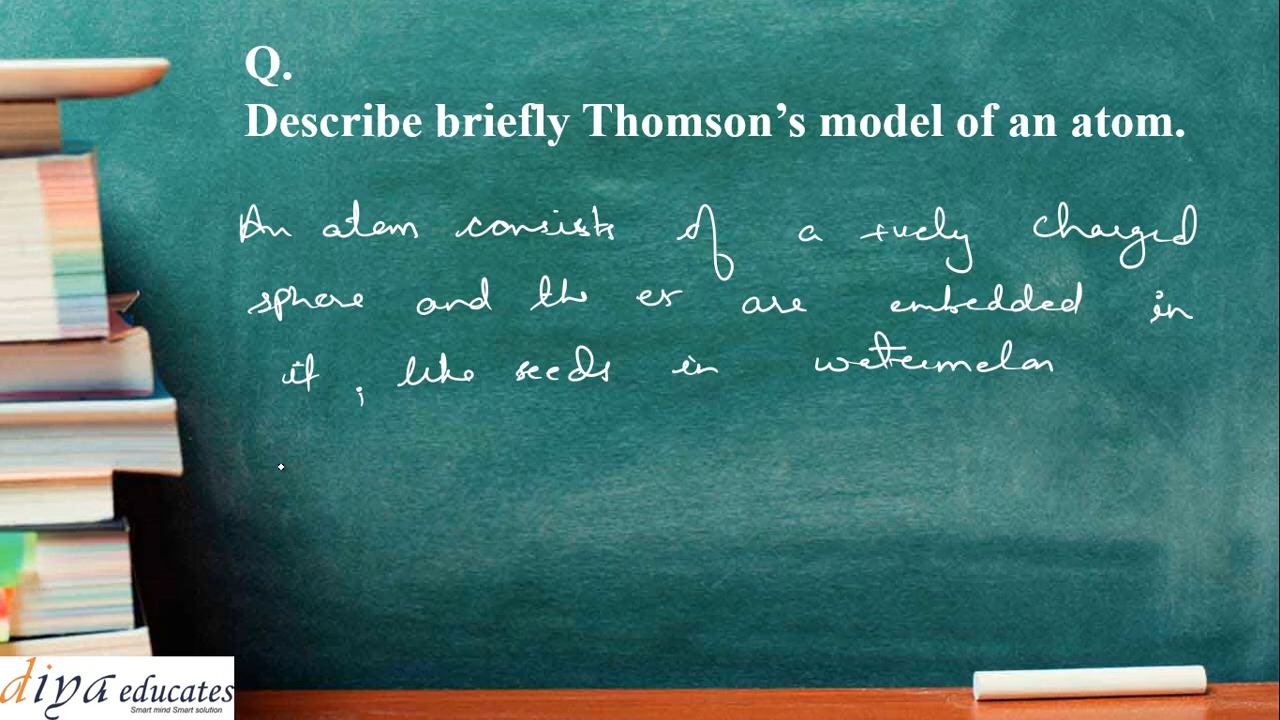 Q.
Describe briefly Thomson's model of an atom.
An atom consists of a +vely charged
sphere and the es are embedded in
it, like seeds in watermelon
diya educates
Smart mind Smart solution